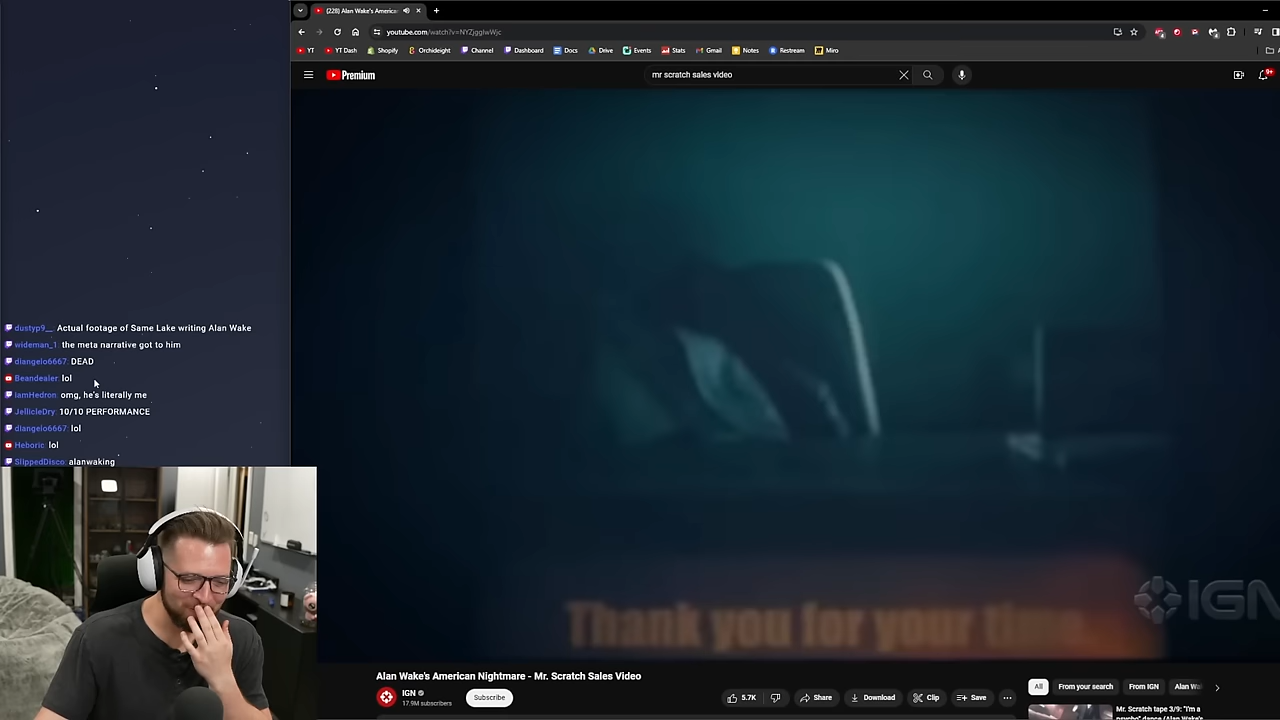 (228) Alan Wake's America
youtube.com/watch?v=NYZjggIwWjc
YT
YT Dash
Shopify
Orchideight
Channel
Dashboard
Docs
Drive
Events
Stats
Gmail
Notes
Restream
Miro
Premium
mr scratch sales video
9+
dustyp9__: Actual footage of Same Lake writing Alan Wake
wideman_1: the meta narrative got to him
diangelo6667: DEAD
Beandealer: lol
IamHedron: omg, he's literally me
JellicleDry: 10/10 PERFORMANCE
diangelo6667: lol
Heboric: lol
SlippedDisco: alanwaking
Thank you for your time.
IGN
Alan Wake's American Nightmare - Mr. Scratch Sales Video
IGN
17.9M subscribers
Subscribe
5.7K
Share
Download
Clip
Save
All
From your search
From IGN
Alan Wa
Mr. Scratch tape 3/9: "I'm a
psycho" dance (Alan Wake's